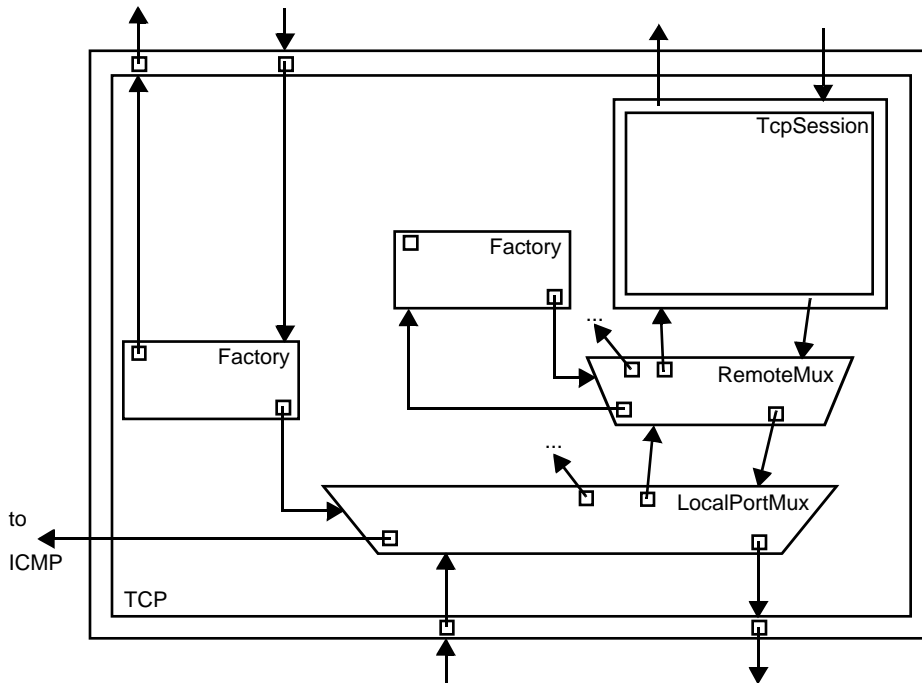 TcpSession
Factory
...
Factory
RemoteMux
...
LocalPortMux
to
ICMP
TCP